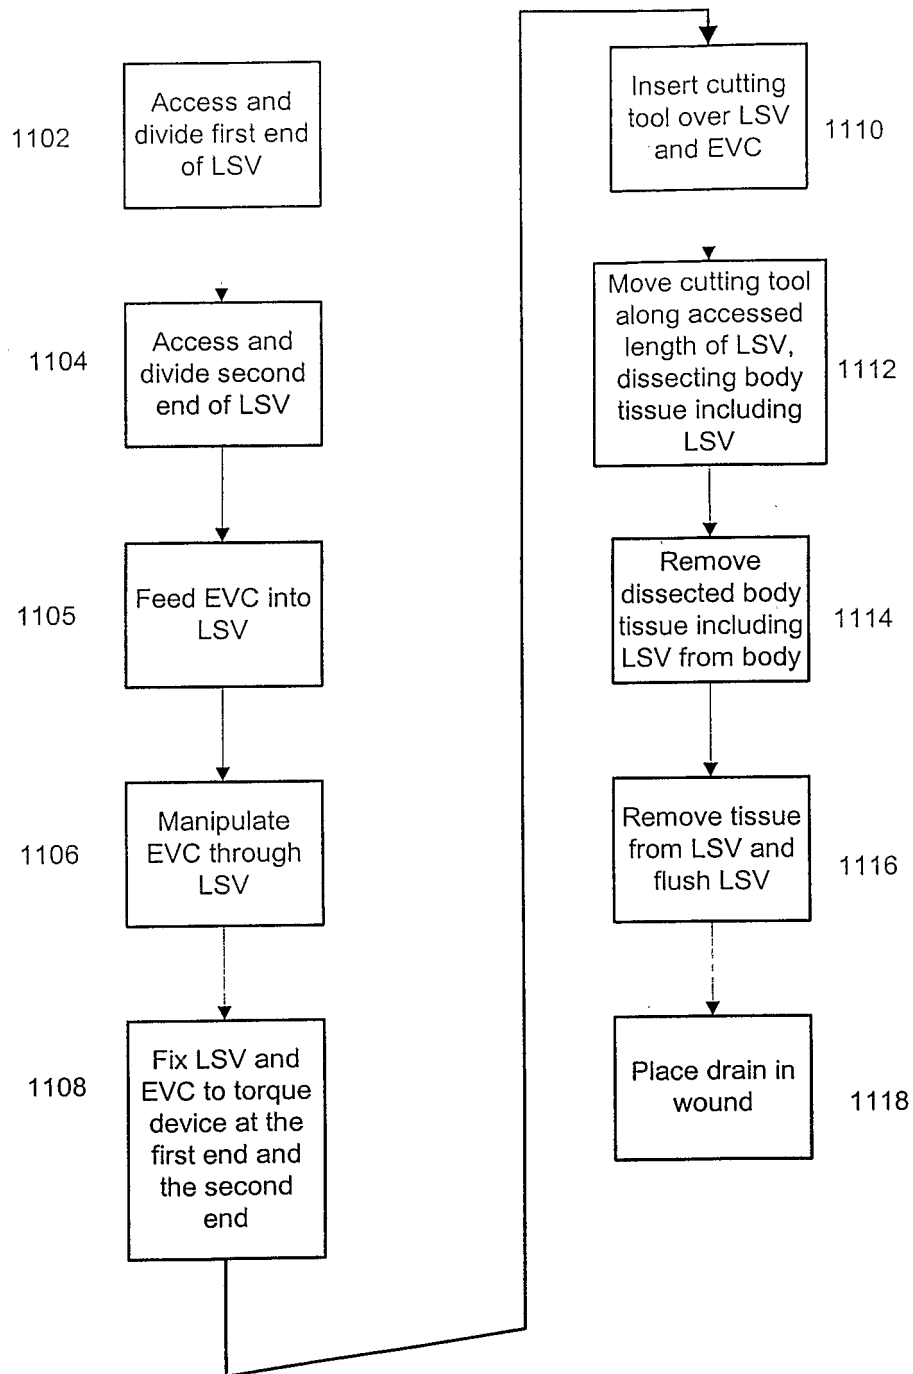 1102
Access and
divide first end
of LSV
1104
Access and
divide second
end of LSV
1105
Feed EVC into
LSV
1106
Manipulate
EVC through
LSV
1108
Fix LSV and
EVC to torque
device at the
first end and
the second
end
Insert cutting
tool over LSV
and EVC
1110
Move cutting tool
along accessed
length of LSV,
dissecting body
tissue including
LSV
1112
Remove
dissected body
tissue including
LSV from body
1114
Remove tissue
from LSV and
flush LSV
1116
Place drain in
wound
1118